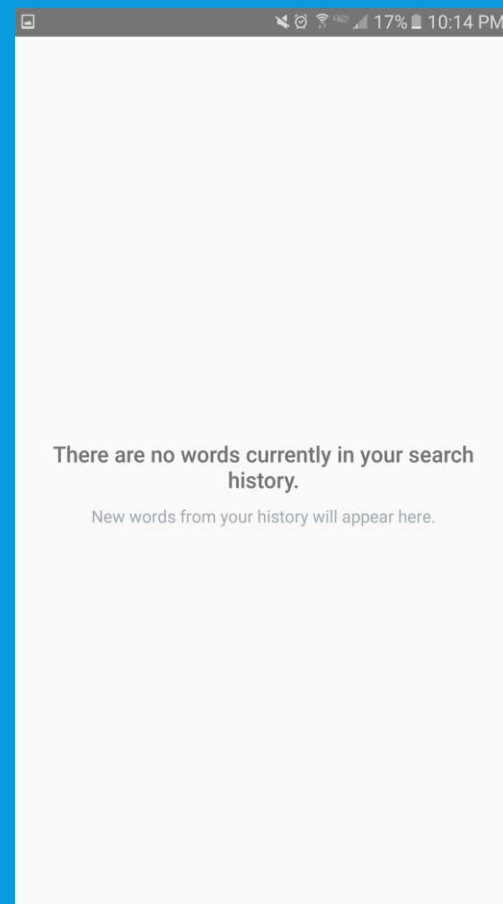 17% 10:14 PM
There are no words currently in your search
history.
New words from your history will appear here.